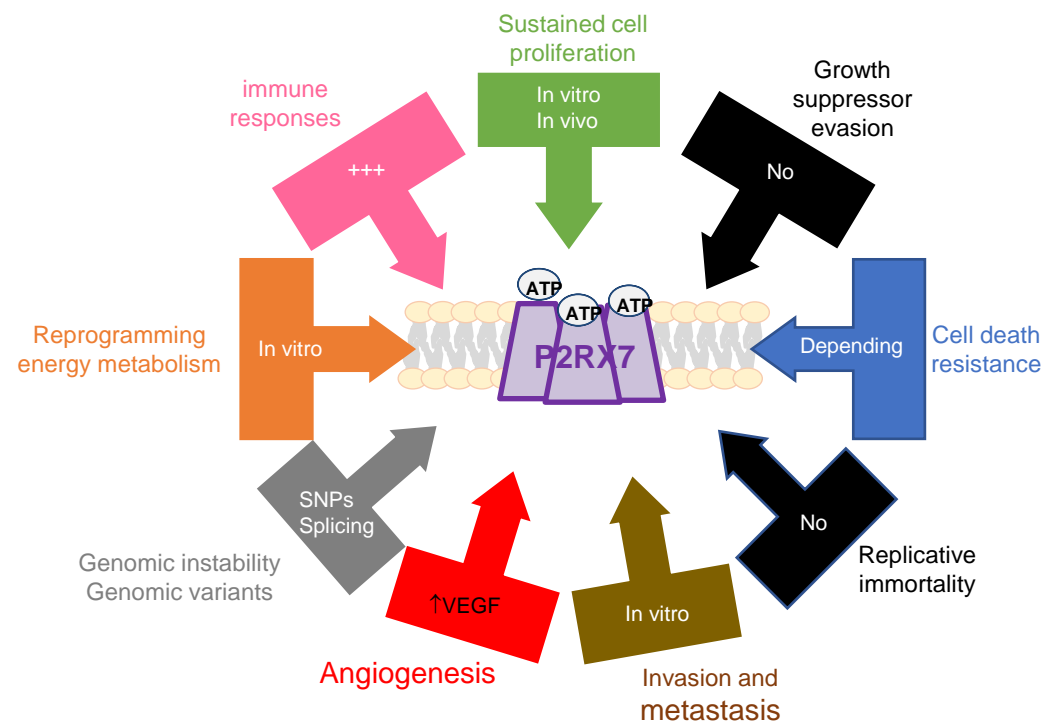 Sustained cell
proliferation
In vitro
In vivo
Growth
suppressor
evasion
No
immune
responses
+++
ATP
ATP
ATP
P2RX7
Reprogramming
energy metabolism
In vitro
Depending
Cell death
resistance
SNPs
Splicing
Genomic instability
Genomic variants
No
Replicative
immortality
↑VEGF
Angiogenesis
In vitro
Invasion and
metastasis